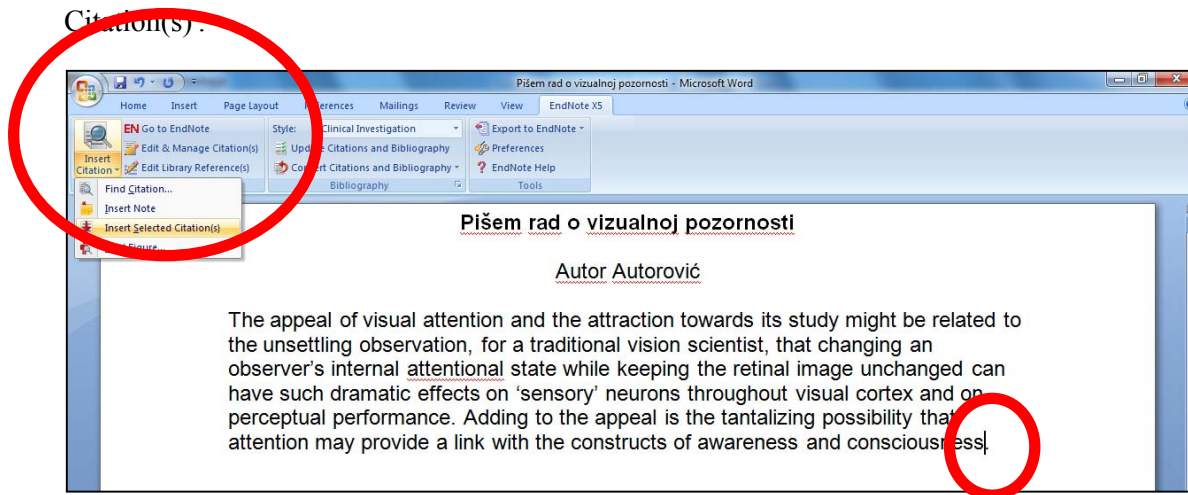 Citation(s) .
Pišem rad o vizualnoj pozornosti - Microsoft Word
Home Insert Page Layout References Mailings Review View EndNote X5
Insert Citation
EN Go to EndNote
Edit & Manage Citation(s)
Edit Library Reference(s)
Style: Clinical Investigation
Update Citations and Bibliography
Convert Citations and Bibliography
Bibliography
Export to EndNote
Preferences
? EndNote Help
Tools
Find Citation...
Insert Note
Insert Selected Citation(s)
Figure...
Pišem rad o vizualnoj pozornosti
Autor Autorović
The appeal of visual attention and the attraction towards its study might be related to
the unsettling observation, for a traditional vision scientist, that changing an
observer's internal attentional state while keeping the retinal image unchanged can
have such dramatic effects on ‘sensory’ neurons throughout visual cortex and on
perceptual performance. Adding to the appeal is the tantalizing possibility that
attention may provide a link with the constructs of awareness and consciousness.